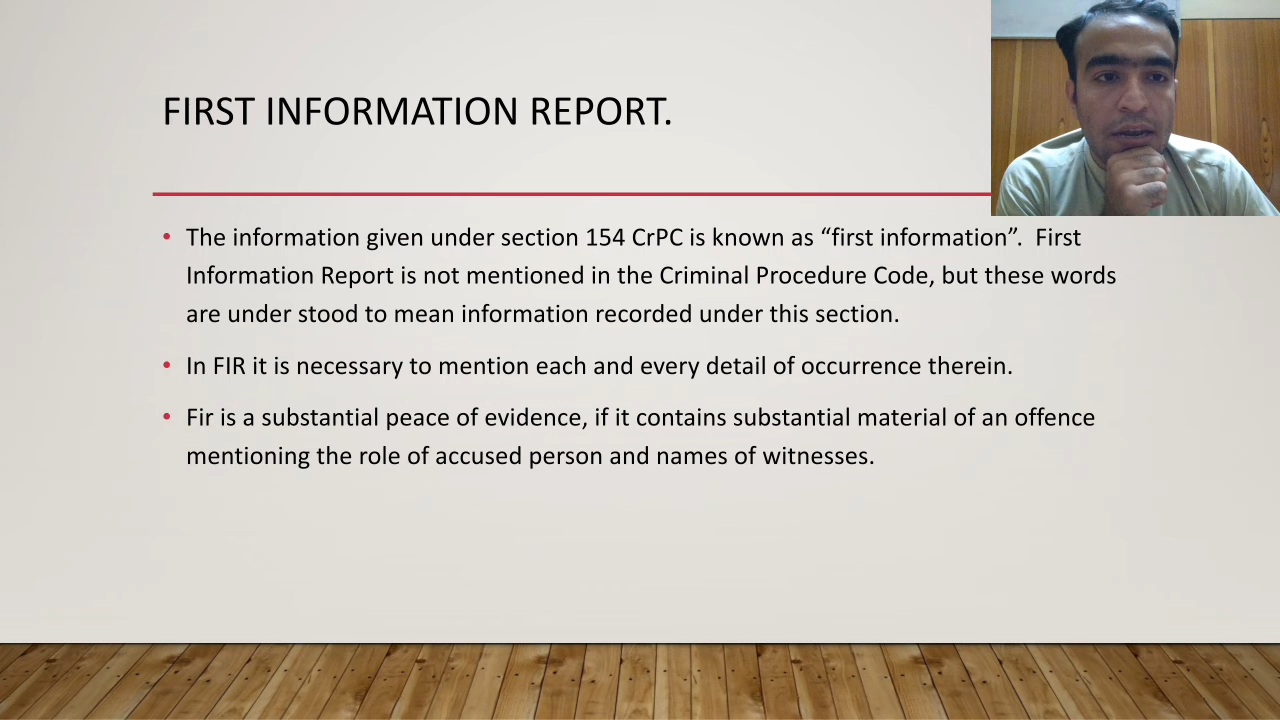 FIRST INFORMATION REPORT.
• The information given under section 154 CrPC is known as “first information”.  First
Information Report is not mentioned in the Criminal Procedure Code, but these words
are under stood to mean information recorded under this section.
• In FIR it is necessary to mention each and every detail of occurrence therein.
• Fir is a substantial peace of evidence, if it contains substantial material of an offence
mentioning the role of accused person and names of witnesses.